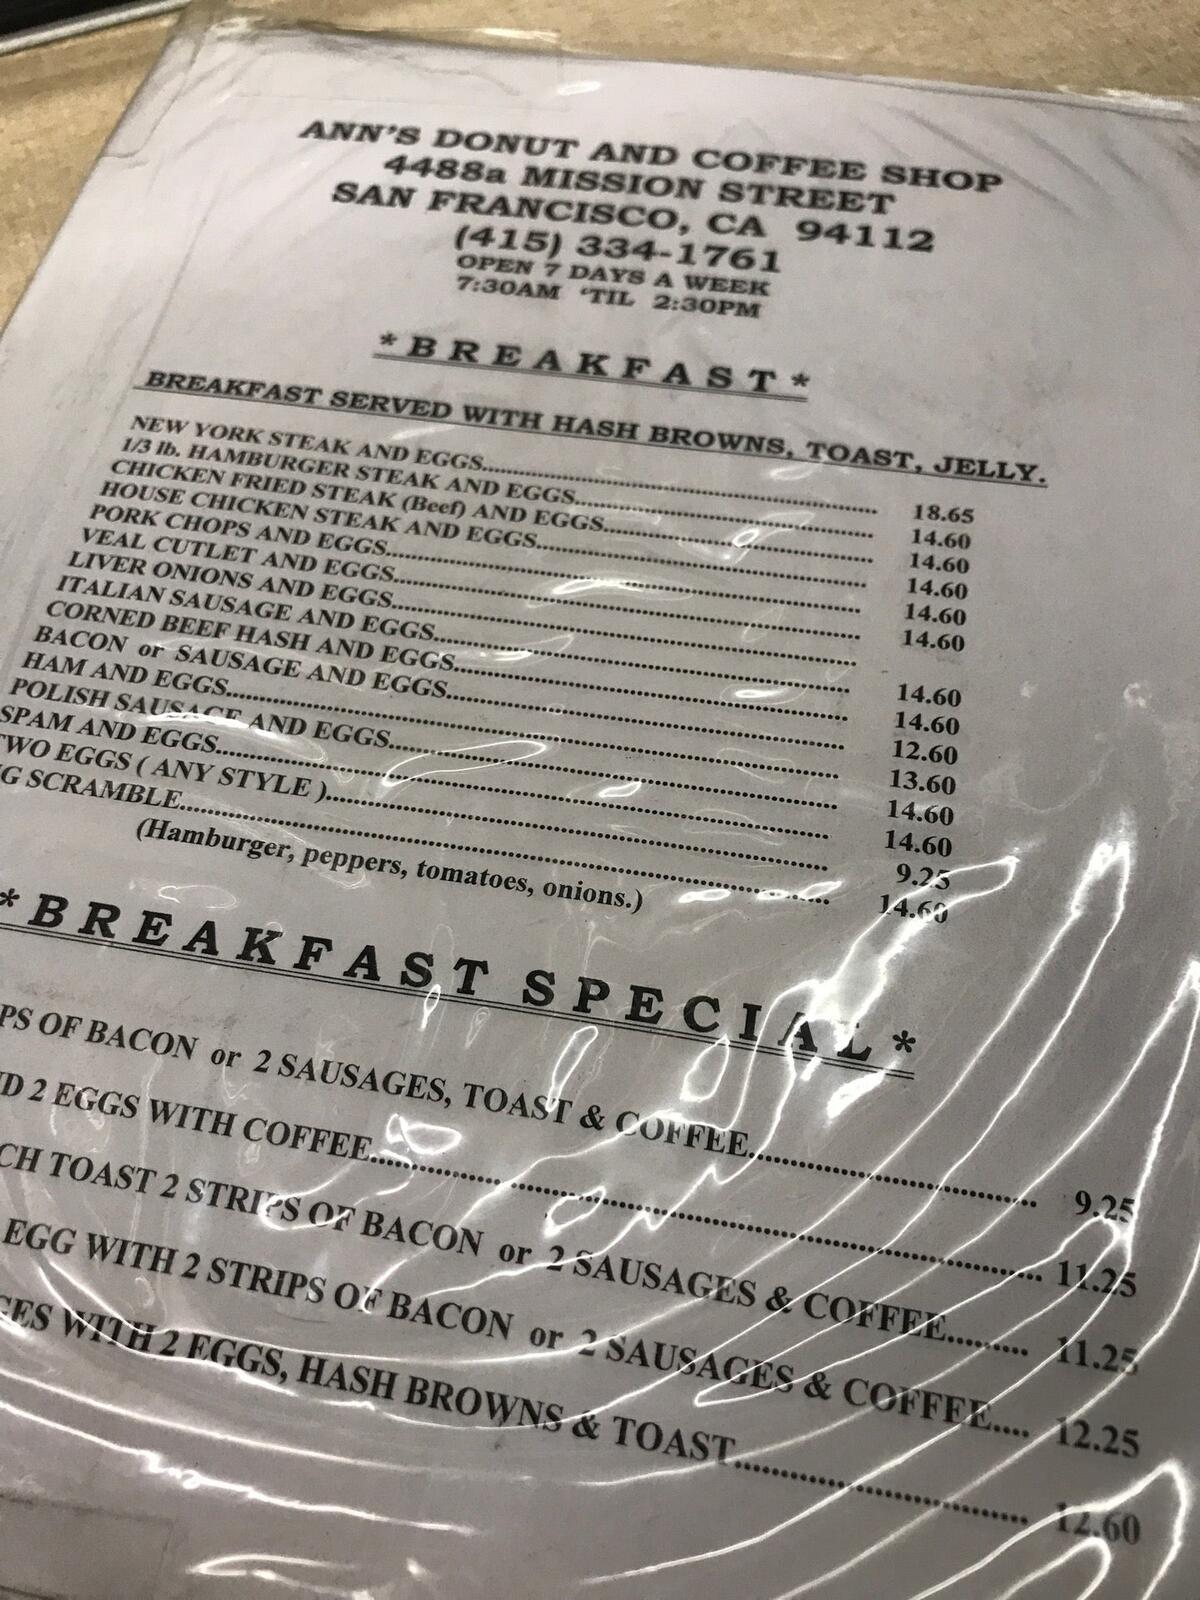 ANN'S DONUT AND COFFEE SHOP
4488a MISSION STREET
SAN FRANCISCO, CA 94112
(415) 334-1761
OPEN 7 DAYS A WEEK
7:30AM 'TIL 2:30PM
*BREAKFAST*
BREAKFAST SERVED WITH HASH BROWNS, TOAST, JELLY.
NEW YORK STEAK AND EGGS........ 18.65
1/3 lb. HAMBURGER STEAK AND EGGS........ 14.60
CHICKEN FRIED STEAK (Beef) AND EGGS........ 14.60
HOUSE CHICKEN STEAK AND EGGS........ 14.60
PORK CHOPS AND EGGS........ 14.60
VEAL CUTLET AND EGGS........ 14.60
LIVER ONIONS AND EGGS........
ITALIAN SAUSAGE AND EGGS........ 14.60
CORNED BEEF HASH AND EGGS........ 14.60
BACON or SAUSAGE AND EGGS........ 12.60
HAM AND EGGS........ 13.60
POLISH SAUSAGE AND EGGS........ 14.60
SPAM AND EGGS........ 14.60
TWO EGGS ( ANY STYLE )........ 9.25
G SCRAMBLE........ 14.60
(Hamburger, peppers, tomatoes, onions.)
*BREAKFAST SPECIAL*
PS OF BACON or 2 SAUSAGES, TOAST & COFFEE........ 9.25
D 2 EGGS WITH COFFEE........ 11.25
CH TOAST 2 STRIPS OF BACON or 2 SAUSAGES & COFFEE........ 11.25
EGG WITH 2 STRIPS OF BACON or 2 SAUSAGES & COFFEE.... 12.25
GES WITH 2 EGGS, HASH BROWNS & TOAST........ 12.60